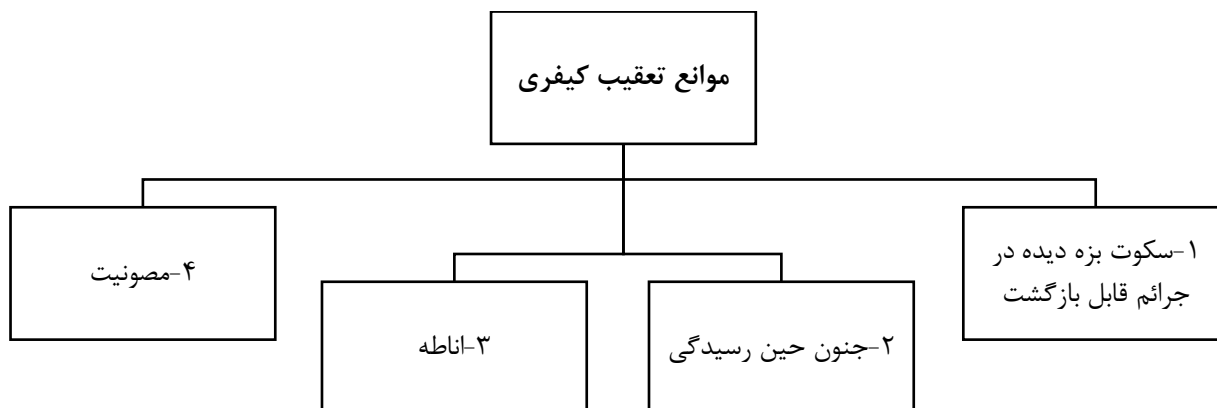 موانع تعقیب کیفری
۱-سکوت بزه دیده در
جرائم قابل بازگشت
۲-جنون حین رسیدگی
۳-اناطه
۴-مصونیت